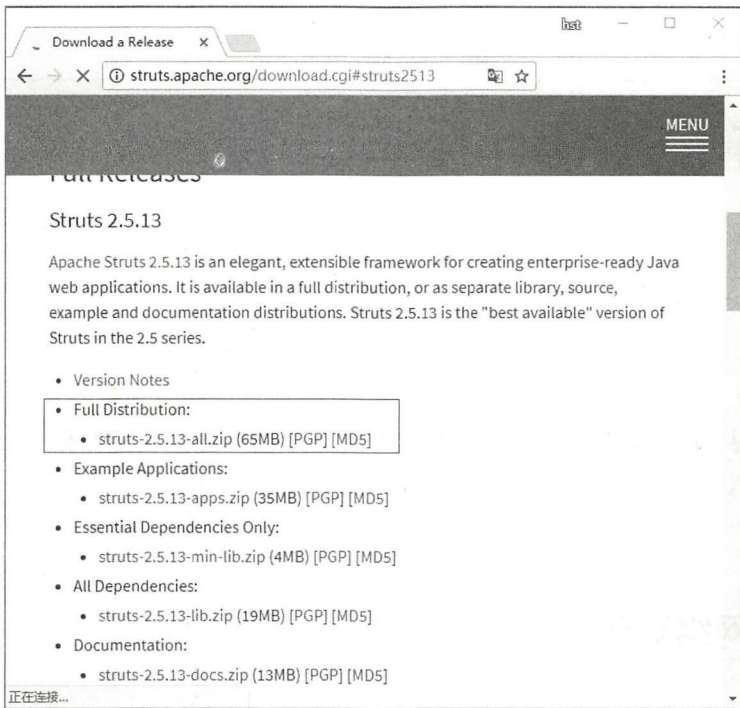 hst
Download a Release
struts.apache.org/download.cgi#struts2513
MENU
Full Releases
Struts 2.5.13
Apache Struts 2.5.13 is an elegant, extensible framework for creating enterprise-ready Java
web applications. It is available in a full distribution, or as separate library, source,
example and documentation distributions. Struts 2.5.13 is the "best available" version of
Struts in the 2.5 series.
• Version Notes
• Full Distribution:
• struts-2.5.13-all.zip (65MB) [PGP] [MD5]
• Example Applications:
• struts-2.5.13-apps.zip (35MB) [PGP] [MD5]
• Essential Dependencies Only:
• struts-2.5.13-min-lib.zip (4MB) [PGP] [MD5]
• All Dependencies:
• struts-2.5.13-lib.zip (19MB) [PGP] [MD5]
• Documentation:
• struts-2.5.13-docs.zip (13MB) [PGP] [MD5]
正在连接...